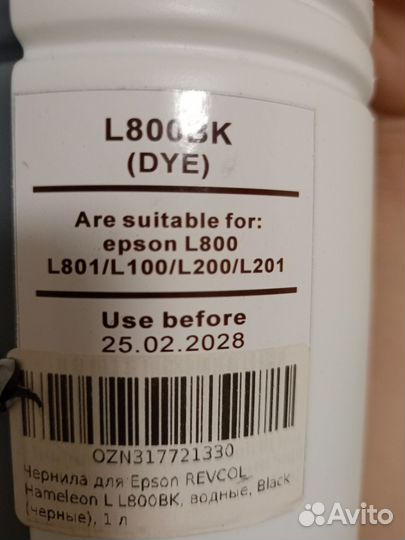 L800BK
(DYE)
Are suitable for:
epson L800
L801/L100/L200/L201
Use before
25.02.2028
OZN317721330
Чернила для Epson REVCOL
Hameleon L L800BK, водные, Black
(черные), 1 л
Avito